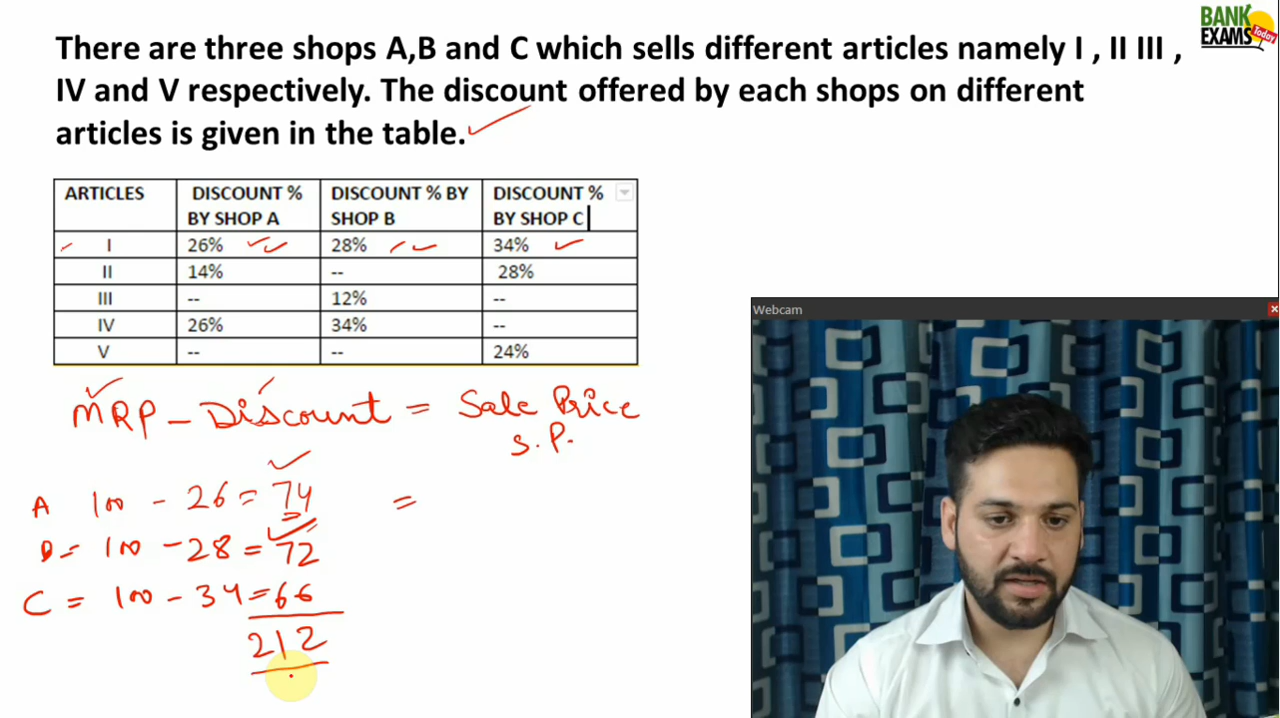 BANK
EXAMS Today
There are three shops A,B and C which sells different articles namely I , II III ,
IV and V respectively. The discount offered by each shops on different
articles is given in the table.
ARTICLES DISCOUNT % BY SHOP A DISCOUNT % BY SHOP B DISCOUNT % BY SHOP C
I 26% 28% 34%
II 14% -- 28%
III -- 12% --
IV 26% 34% --
V -- -- 24%
Webcam
MRP - Discount = Sale Price
S.P.
A 100 - 26 = 74 =
B = 100 - 28 = 72
C = 100 - 34 = 66
212